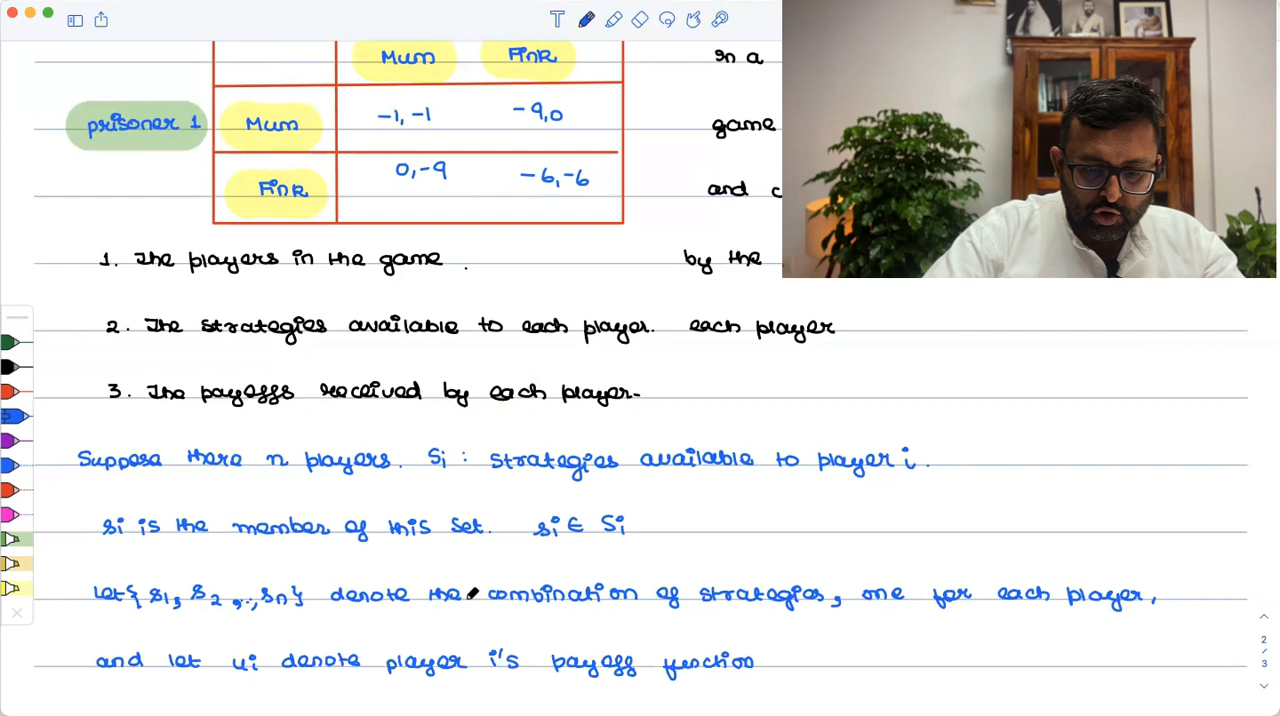 Mum Fink
In a
prisoner 1 Mum -1, -1 -9,0
game
Fink 0, -9 -6, -6
and c
1. The players in the game .
by the
2. The strategies available to each player. each player
3. The payoffs received by each player-
Suppose there n players. Si : strategies available to player i.
si is the member of this set. si ∈ Si
Let{ s1, s2 ,..., sn} denote the combination of strategies, one for each player,
and let ui denote player i's payoff function
2
/
3